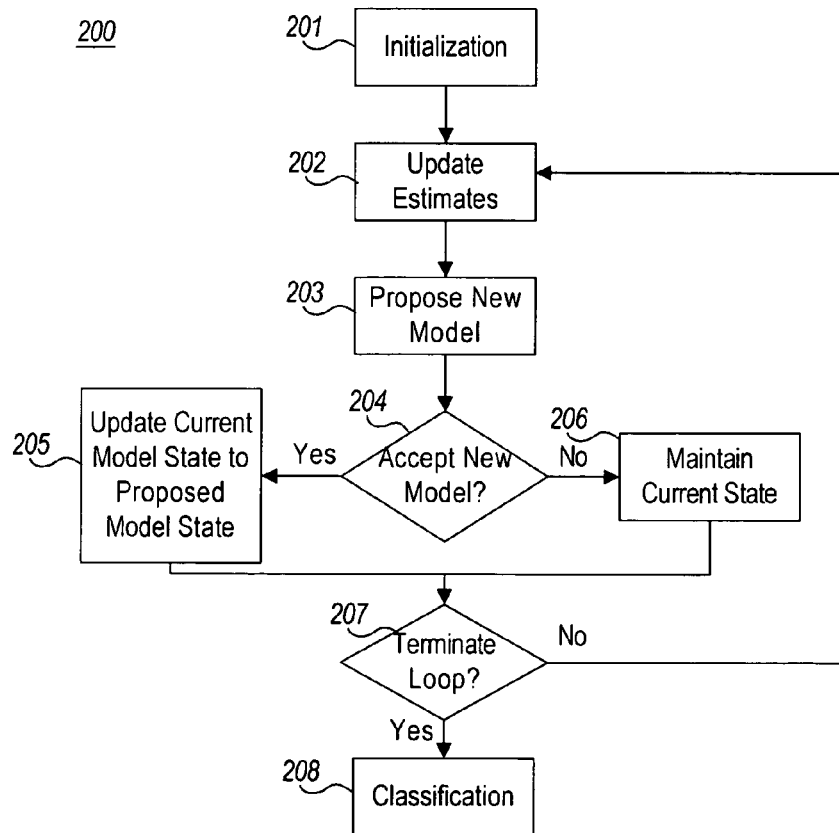 200
201
Initialization
202
Update
Estimates
203
Propose New
Model
204
Accept New
Model?
Yes
No
205
Update Current
Model State to
Proposed
Model State
206
Maintain
Current State
207
Terminate
Loop?
No
Yes
208
Classification